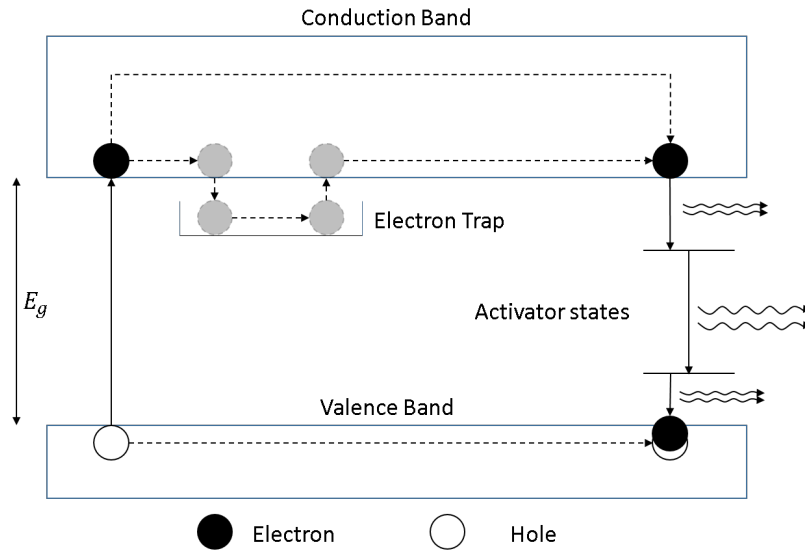 Conduction Band
Electron Trap
E_g
Activator states
Valence Band
Electron
Hole